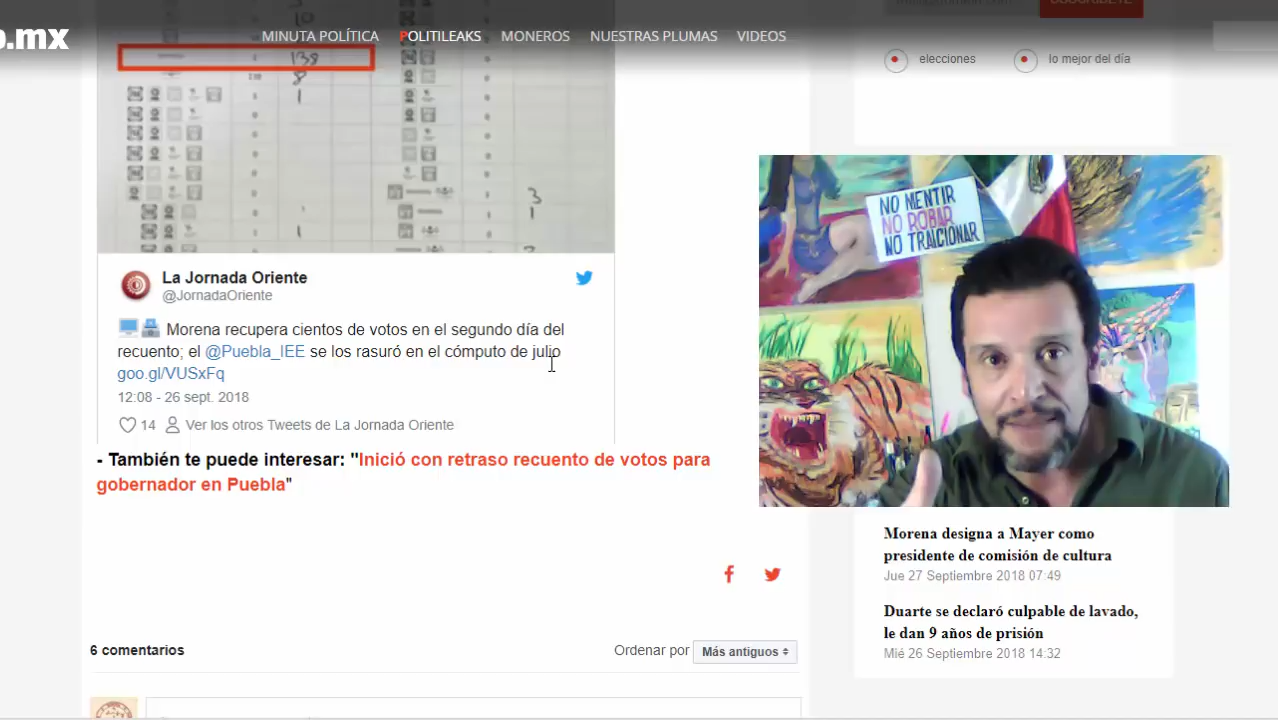 o.mx
MINUTA POLÍTICA POLITILEAKS MONEROS NUESTRAS PLUMAS VIDEOS
elecciones lo mejor del día
138
8
1
3
1
1
NO MENTIR
NO ROBAR
NO TRAICIONAR
La Jornada Oriente
@JornadaOriente
Morena recupera cientos de votos en el segundo día del
recuento; el @Puebla_IEE se los rasuró en el cómputo de julio
goo.gl/VUSxFq
12:08 - 26 sept. 2018
14 Ver los otros Tweets de La Jornada Oriente
- También te puede interesar: "Inició con retraso recuento de votos para
gobernador en Puebla"
Morena designa a Mayer como
presidente de comisión de cultura
Jue 27 Septiembre 2018 07:49
Duarte se declaró culpable de lavado,
le dan 9 años de prisión
Mié 26 Septiembre 2018 14:32
6 comentarios Ordenar por Más antiguos